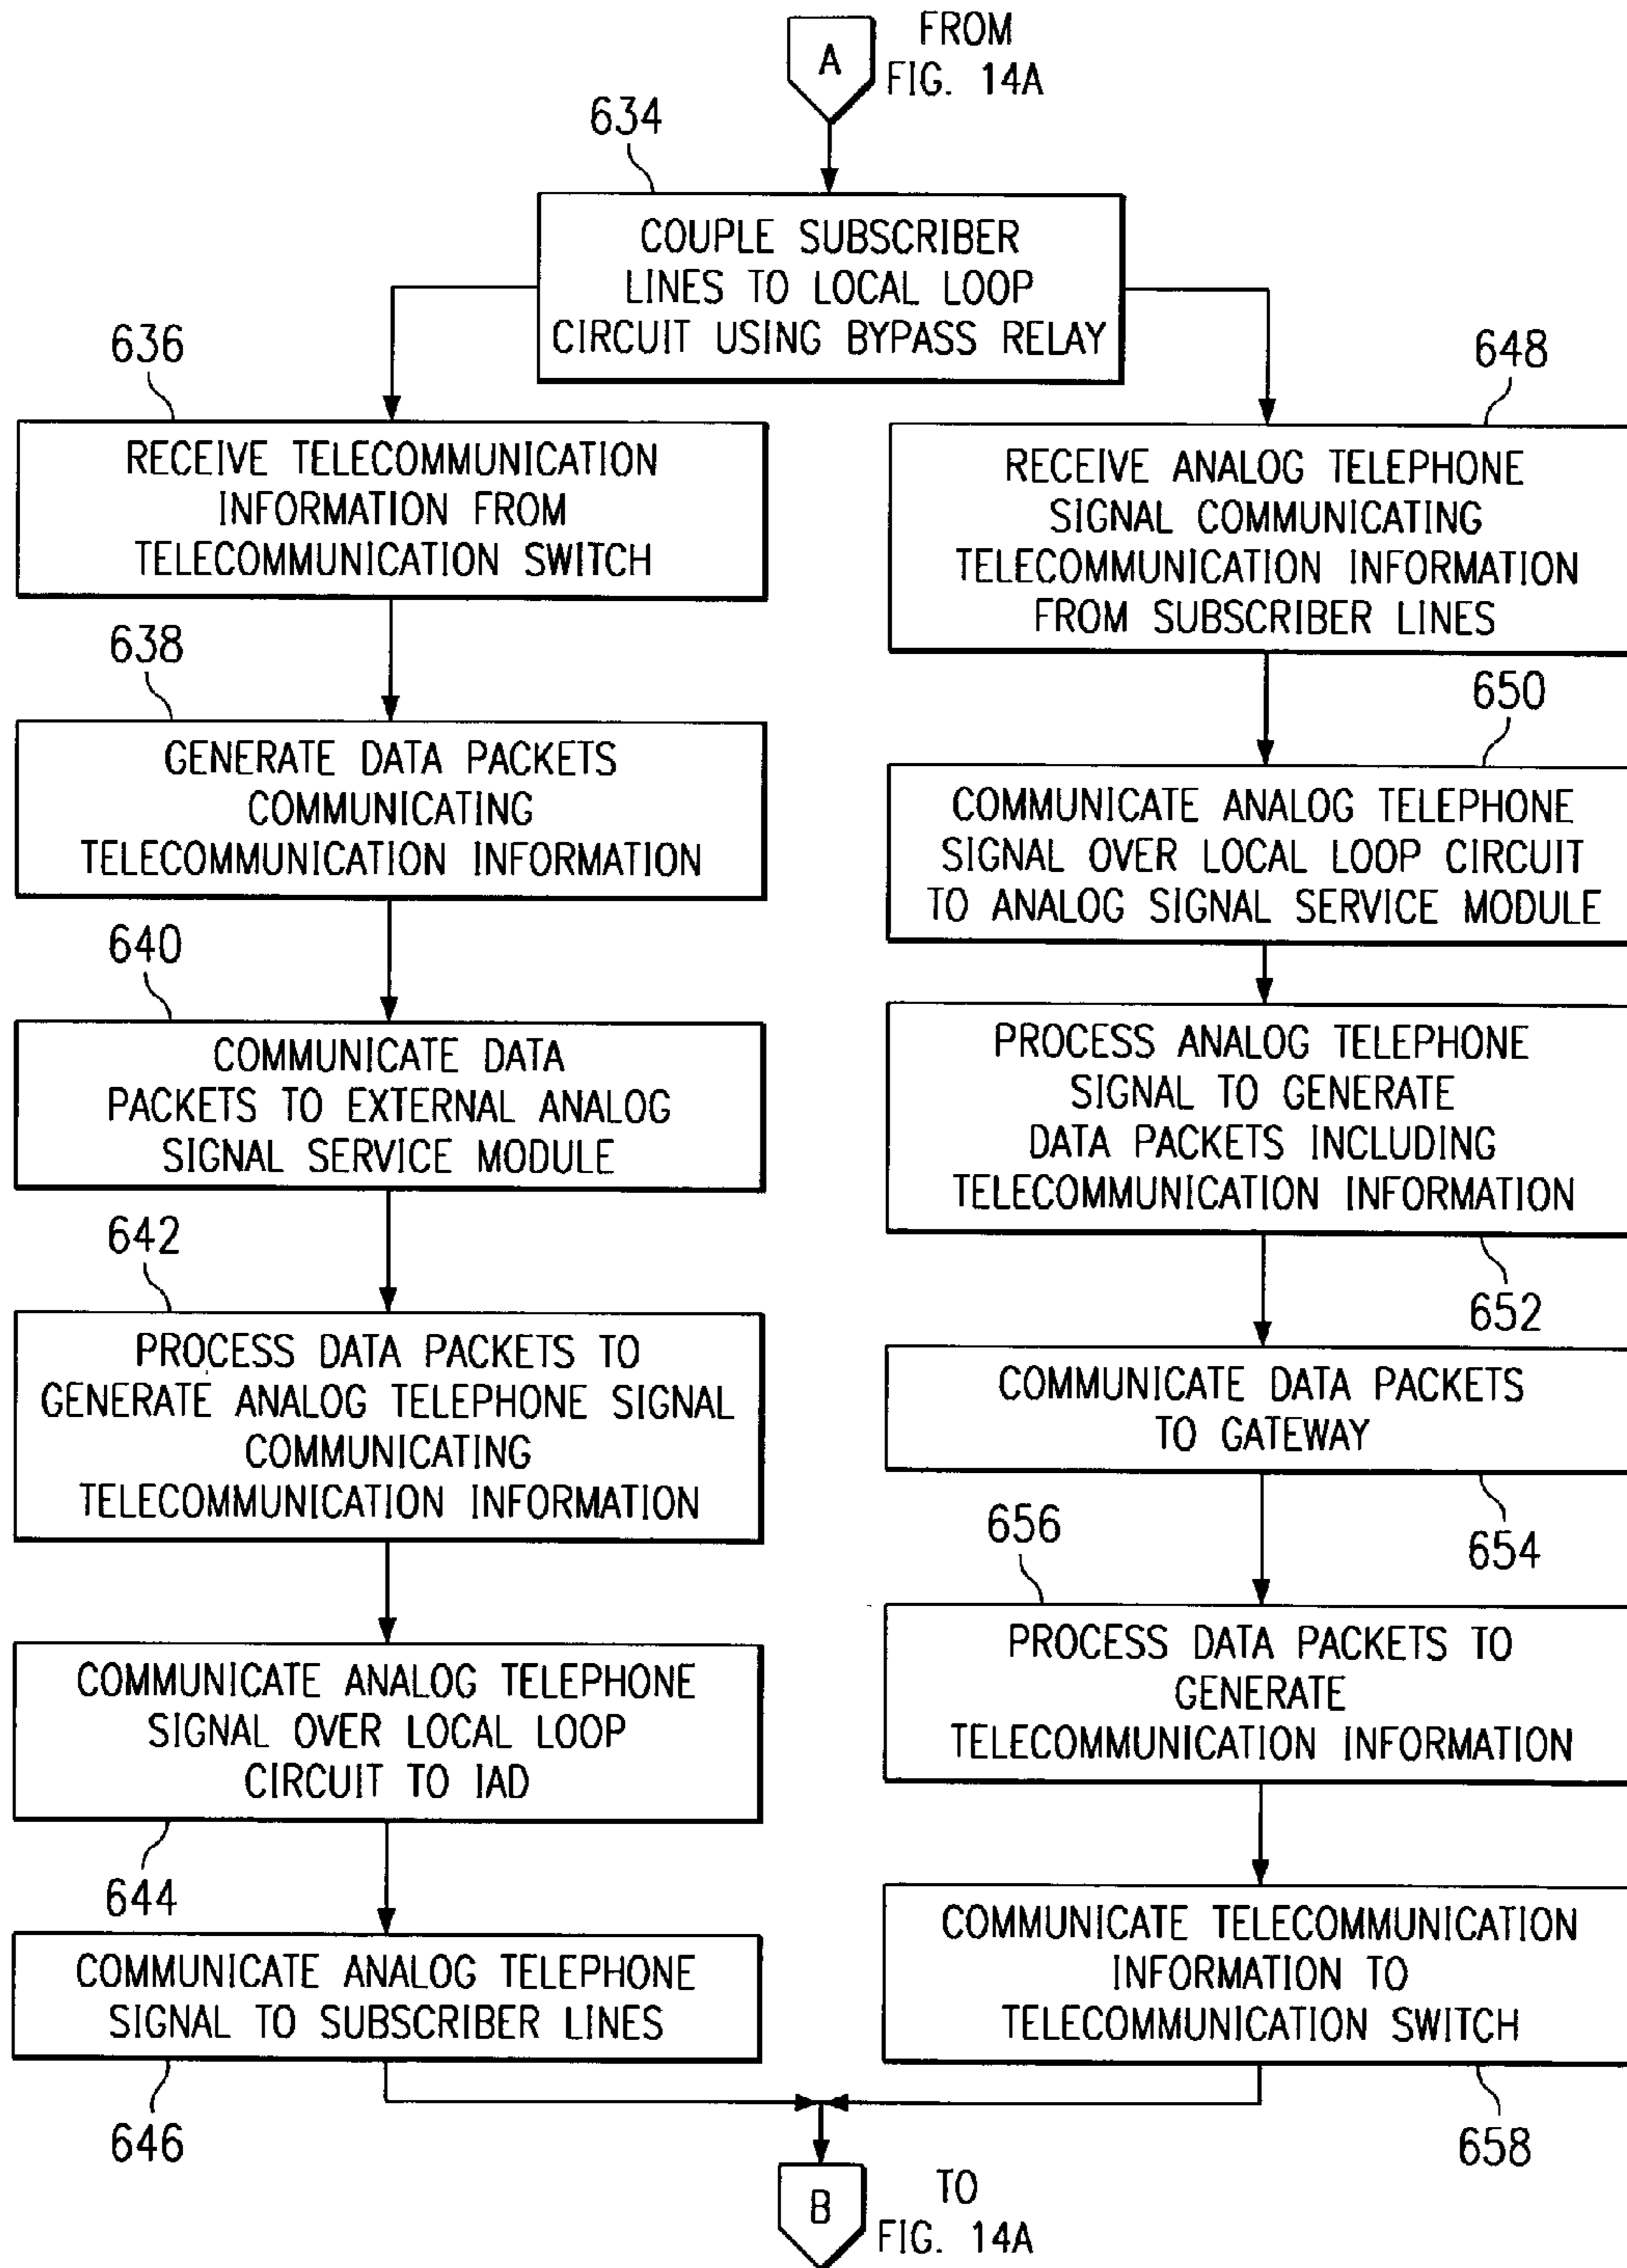 A
FROM
FIG. 14A
634
COUPLE SUBSCRIBER
LINES TO LOCAL LOOP
CIRCUIT USING BYPASS RELAY
636
RECEIVE TELECOMMUNICATION
INFORMATION FROM
TELECOMMUNICATION SWITCH
638
GENERATE DATA PACKETS
COMMUNICATING
TELECOMMUNICATION INFORMATION
640
COMMUNICATE DATA
PACKETS TO EXTERNAL ANALOG
SIGNAL SERVICE MODULE
642
PROCESS DATA PACKETS TO
GENERATE ANALOG TELEPHONE SIGNAL
COMMUNICATING
TELECOMMUNICATION INFORMATION
COMMUNICATE ANALOG TELEPHONE
SIGNAL OVER LOCAL LOOP
CIRCUIT TO IAD
644
COMMUNICATE ANALOG TELEPHONE
SIGNAL TO SUBSCRIBER LINES
646
648
RECEIVE ANALOG TELEPHONE
SIGNAL COMMUNICATING
TELECOMMUNICATION INFORMATION
FROM SUBSCRIBER LINES
650
COMMUNICATE ANALOG TELEPHONE
SIGNAL OVER LOCAL LOOP CIRCUIT
TO ANALOG SIGNAL SERVICE MODULE
PROCESS ANALOG TELEPHONE
SIGNAL TO GENERATE
DATA PACKETS INCLUDING
TELECOMMUNICATION INFORMATION
652
COMMUNICATE DATA PACKETS
TO GATEWAY
654
656
PROCESS DATA PACKETS TO
GENERATE
TELECOMMUNICATION INFORMATION
COMMUNICATE TELECOMMUNICATION
INFORMATION TO
TELECOMMUNICATION SWITCH
658
B
TO
FIG. 14A